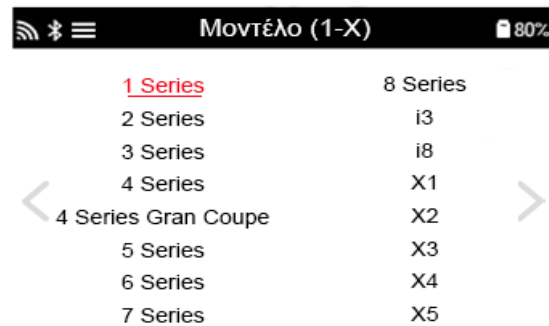 Μοντέλο (1-X)
80%
1 Series
2 Series
3 Series
4 Series
4 Series Gran Coupe
5 Series
6 Series
7 Series
8 Series
i3
i8
X1
X2
X3
X4
X5